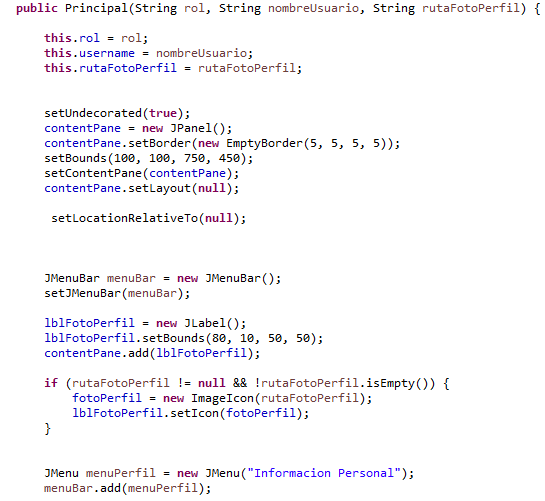 public Principal(String rol, String nombreUsuario, String rutaFotoPerfil) {
this.rol = rol;
this.username = nombreUsuario;
this.rutaFotoPerfil = rutaFotoPerfil;
setUndecorated(true);
contentPane = new JPanel();
contentPane.setBorder(new EmptyBorder(5, 5, 5, 5));
setBounds(100, 100, 750, 450);
setContentPane(contentPane);
contentPane.setLayout(null);
setLocationRelativeTo(null);
JMenuBar menuBar = new JMenuBar();
setJMenuBar(menuBar);
lblFotoPerfil = new JLabel();
lblFotoPerfil.setBounds(80, 10, 50, 50);
contentPane.add(lblFotoPerfil);
if (rutaFotoPerfil != null && !rutaFotoPerfil.isEmpty()) {
fotoPerfil = new ImageIcon(rutaFotoPerfil);
lblFotoPerfil.setIcon(fotoPerfil);
}
JMenu menuPerfil = new JMenu("Informacion Personal");
menuBar.add(menuPerfil);